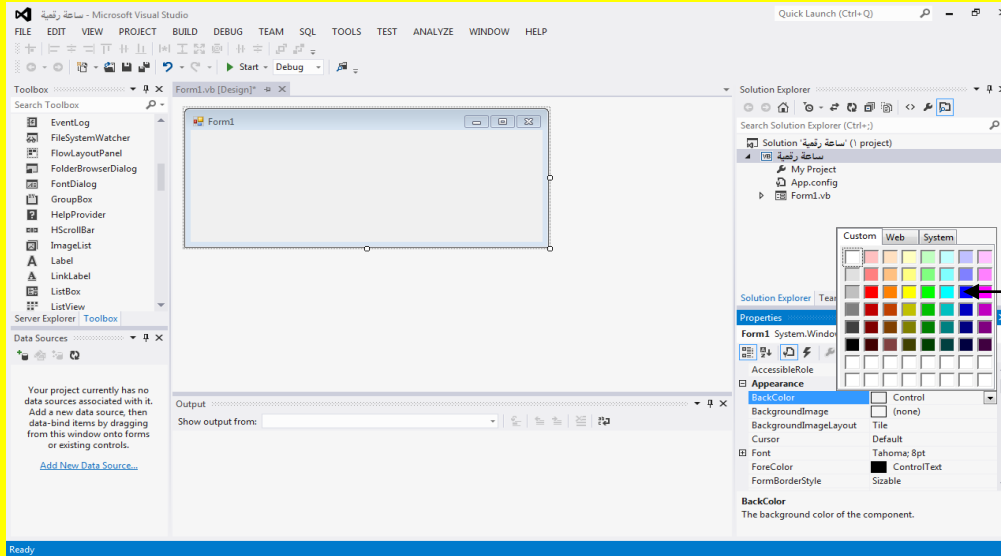 ساعة رقمية - Microsoft Visual Studio
Quick Launch (Ctrl+Q)
FILE EDIT VIEW PROJECT BUILD DEBUG TEAM SQL TOOLS TEST ANALYZE WINDOW HELP
Start Debug
Toolbox
Search Toolbox
EventLog
FileSystemWatcher
FlowLayoutPanel
FolderBrowserDialog
FontDialog
GroupBox
HelpProvider
HScrollBar
ImageList
Label
LinkLabel
ListBox
ListView
Server Explorer Toolbox
Data Sources
Your project currently has no
data sources associated with it.
Add a new data source, then
data-bind items by dragging
from this window onto forms
or existing controls.
Add New Data Source...
Form1.vb [Design]*
Form1
Output
Show output from:
Solution Explorer
Search Solution Explorer (Ctrl+;)
Solution 'ساعة رقمية' (١ project)
ساعة رقمية
My Project
App.config
Form1.vb
Custom Web System
Solution Explorer Tear
Properties
Form1 System.Window
AccessibleRole
Appearance
BackColor Control
BackgroundImage (none)
BackgroundImageLayout Tile
Cursor Default
Font Tahoma; 8pt
ForeColor ControlText
FormBorderStyle Sizable
BackColor
The background color of the component.
Ready